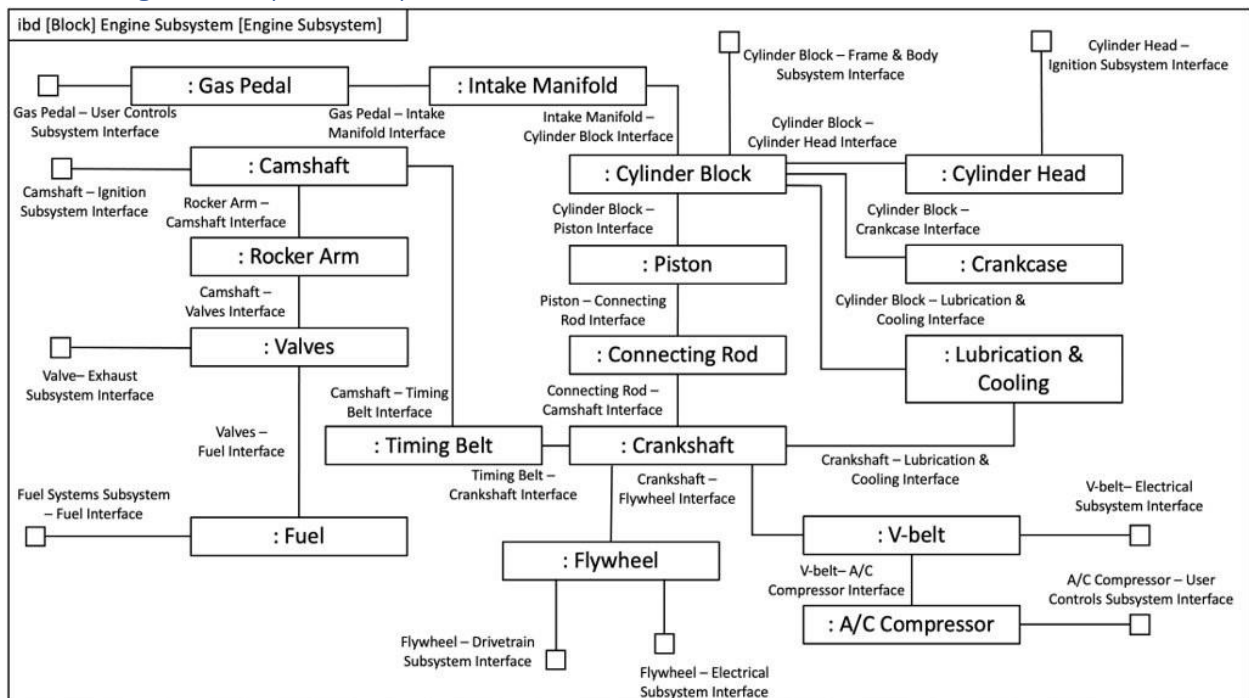 ibd [Block] Engine Subsystem [Engine Subsystem]
Cylinder Block – Frame & Body
Subsystem Interface
Cylinder Head –
Ignition Subsystem Interface
: Gas Pedal
: Intake Manifold
Gas Pedal – User Controls
Subsystem Interface
Gas Pedal – Intake
Manifold Interface
Intake Manifold –
Cylinder Block Interface
Cylinder Block –
Cylinder Head Interface
: Camshaft
: Cylinder Block
: Cylinder Head
Camshaft – Ignition
Subsystem Interface
Rocker Arm –
Camshaft Interface
Cylinder Block –
Piston Interface
Cylinder Block –
Crankcase Interface
: Rocker Arm
: Piston
: Crankcase
Camshaft –
Valves Interface
Piston – Connecting
Rod Interface
Cylinder Block – Lubrication &
Cooling Interface
: Valves
: Connecting Rod
: Lubrication &
Cooling
Valve– Exhaust
Subsystem Interface
Camshaft – Timing
Belt Interface
Connecting Rod –
Camshaft Interface
Valves –
Fuel Interface
: Timing Belt
: Crankshaft
Timing Belt –
Crankshaft Interface
Crankshaft –
Flywheel Interface
Crankshaft – Lubrication &
Cooling Interface
Fuel Systems Subsystem
– Fuel Interface
V-belt– Electrical
Subsystem Interface
: Fuel
: Flywheel
: V-belt
V-belt– A/C
Compressor Interface
A/C Compressor – User
Controls Subsystem Interface
: A/C Compressor
Flywheel – Drivetrain
Subsystem Interface
Flywheel – Electrical
Subsystem Interface